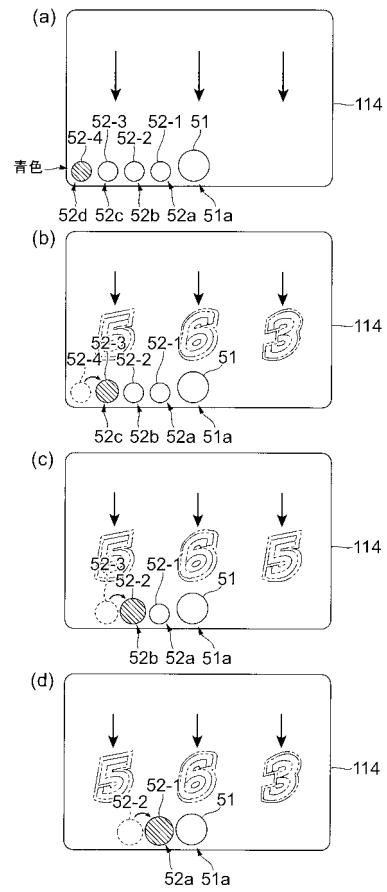 (a)
51
52-1
52-2
52-3
52-4
114
青色
52d 52c 52b 52a 51a
(b)
5 6 3
114
52-3
52-4 52-2 52-1 51
52c 52b 52a 51a
(c)
5 6 5
114
52-3 52-2 52-1 51
52b 52a 51a
(d)
5 6 3
114
52-2 52-1 51
52a 51a